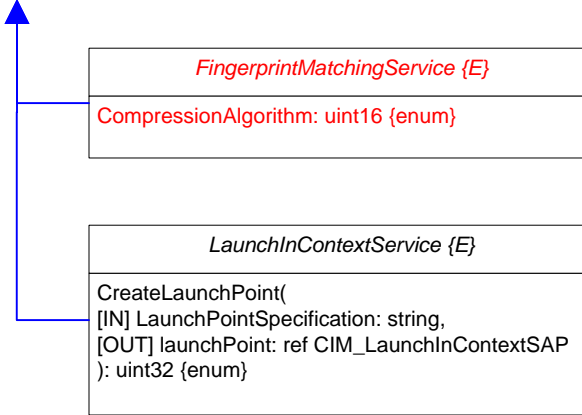 FingerprintMatchingService {E}
CompressionAlgorithm: uint16 {enum}
LaunchInContextService {E}
CreateLaunchPoint(
[IN] LaunchPointSpecification: string,
[OUT] launchPoint: ref CIM_LaunchInContextSAP
): uint32 {enum}